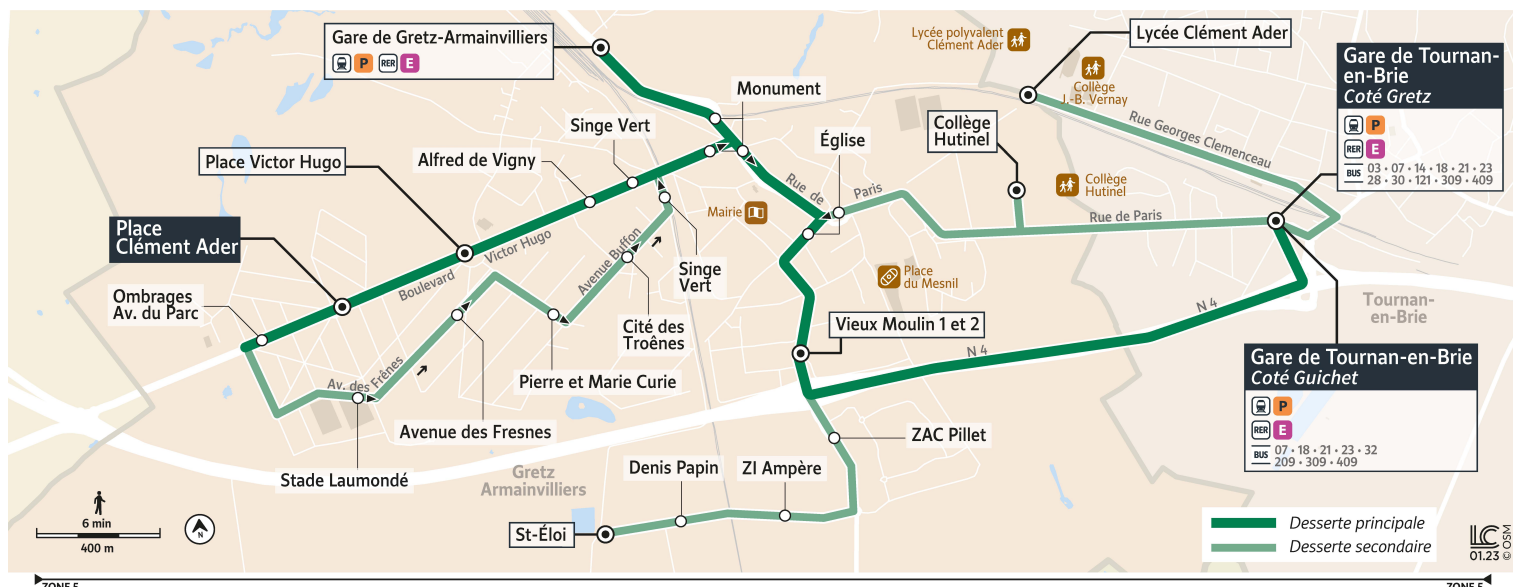 Gare de Gretz-Armainvilliers
P RER E
Lycée polyvalent
Clément Ader
Lycée Clément Ader
Collège
J.-B. Vernay
Gare de Tournan-
en-Brie
Coté Gretz
P
RER E
BUS 03 • 07 • 14 • 18 • 21 • 23
28 • 30 • 121 • 309 • 409
Monument
Singe Vert
Église
Collège
Hutinel
Rue Georges Clemenceau
Place Victor Hugo
Alfred de Vigny
Rue de
Paris
Collège
Hutinel
Mairie
Rue de Paris
Place
Clément Ader
Boulevard
Victor Hugo
Avenue Buffon
Singe
Vert
Place
du Mesnil
Ombrages
Av. du Parc
Cité des
Troênes
Vieux Moulin 1 et 2
N 4
N 4
Tournan-
en-Brie
Av. des Frênes
Pierre et Marie Curie
Gare de Tournan-en-Brie
Coté Guichet
P
RER E
BUS 07 • 18 • 21 • 23 • 32
209 • 309 • 409
Avenue des Fresnes
ZAC Pillet
Stade Laumondé
Gretz
Armainvilliers
Denis Papin
ZI Ampère
St-Éloi
6 min
400 m
N
Desserte principale
Desserte secondaire
LC
01.23 © OSM
ZONE 5
ZONE 5